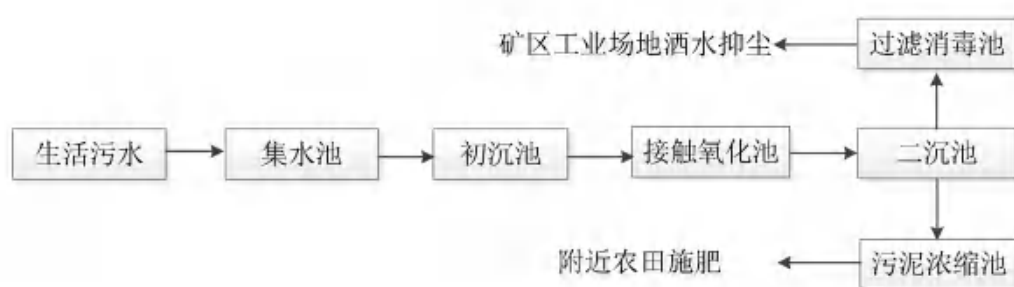 矿区工业场地洒水抑尘
过滤消毒池
生活污水
集水池
初沉池
接触氧化池
二沉池
附近农田施肥
污泥浓缩池